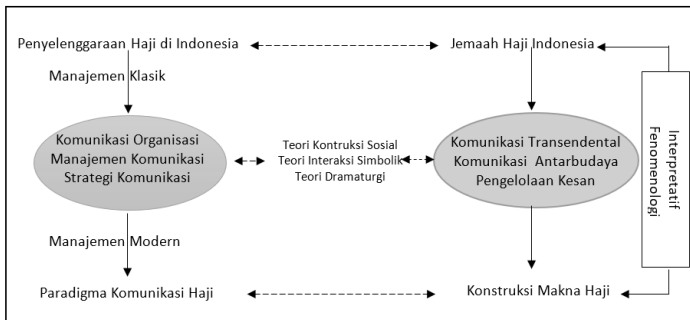 Penyelenggaraan Haji di Indonesia
Jemaah Haji Indonesia
Manajemen Klasik
Komunikasi Organisasi
Manajemen Komunikasi
Strategi Komunikasi
Teori Kontruksi Sosial
Teori Interaksi Simbolik
Teori Dramaturgi
Komunikasi Transendental
Komunikasi Antarbudaya
Pengelolaan Kesan
Interpretatif
Fenomenologi
Manajemen Modern
Paradigma Komunikasi Haji
Konstruksi Makna Haji